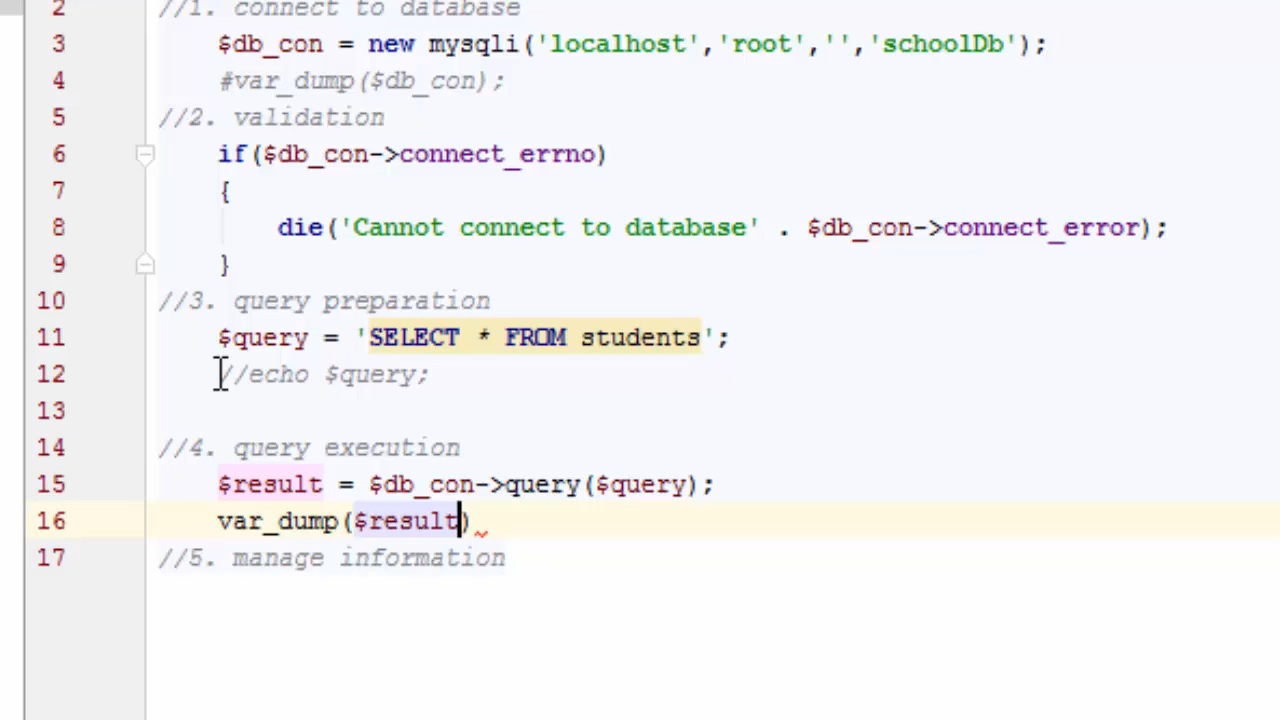 2 //1. connect to database
3 $db_con = new mysqli('localhost','root','','schoolDb');
4 #var_dump($db_con);
5 //2. validation
6 if($db_con->connect_errno)
7 {
8 die('Cannot connect to database' . $db_con->connect_error);
9 }
10 //3. query preparation
11 $query = 'SELECT * FROM students';
12 //echo $query;
13
14 //4. query execution
15 $result = $db_con->query($query);
16 var_dump($result)
17 //5. manage information